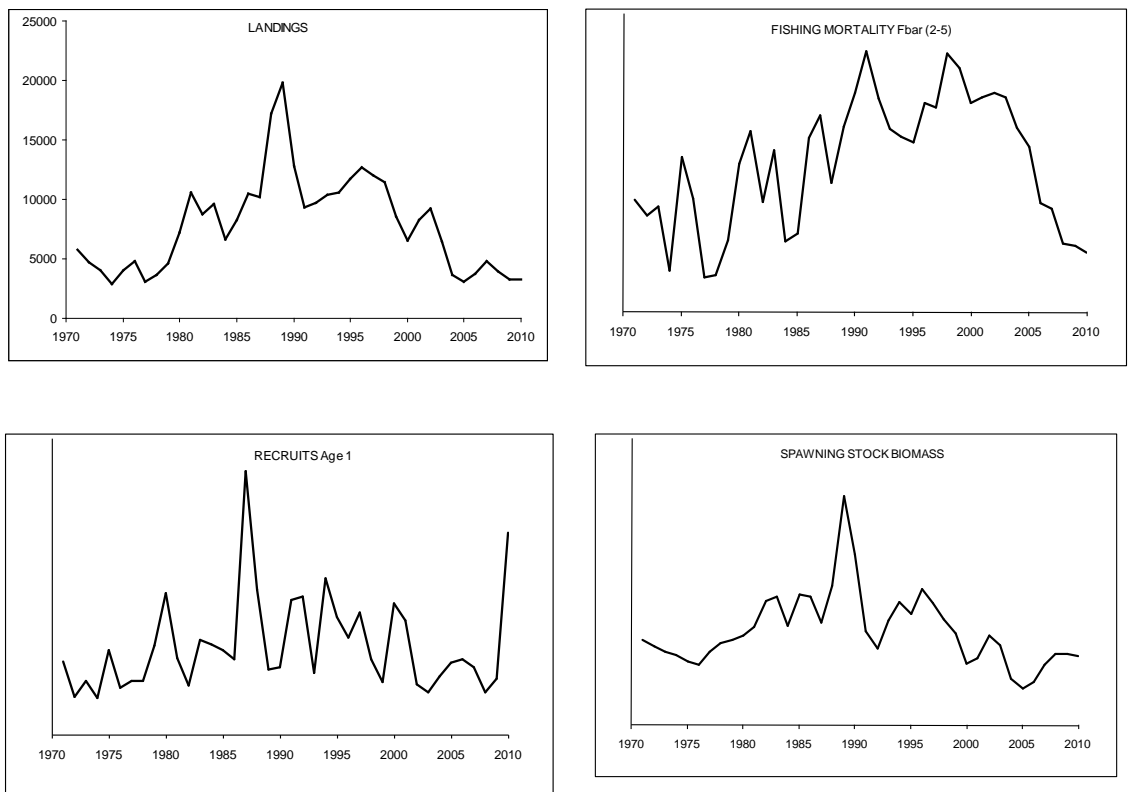 LANDINGS
25000
20000
15000
10000
5000
0
1970 1975 1980 1985 1990 1995 2000 2005 2010
FISHING MORTALITY Fbar (2-5)
1970 1975 1980 1985 1990 1995 2000 2005 2010
RECRUITS Age 1
1970 1975 1980 1985 1990 1995 2000 2005 2010
SPAWNING STOCK BIOMASS
1970 1975 1980 1985 1990 1995 2000 2005 2010